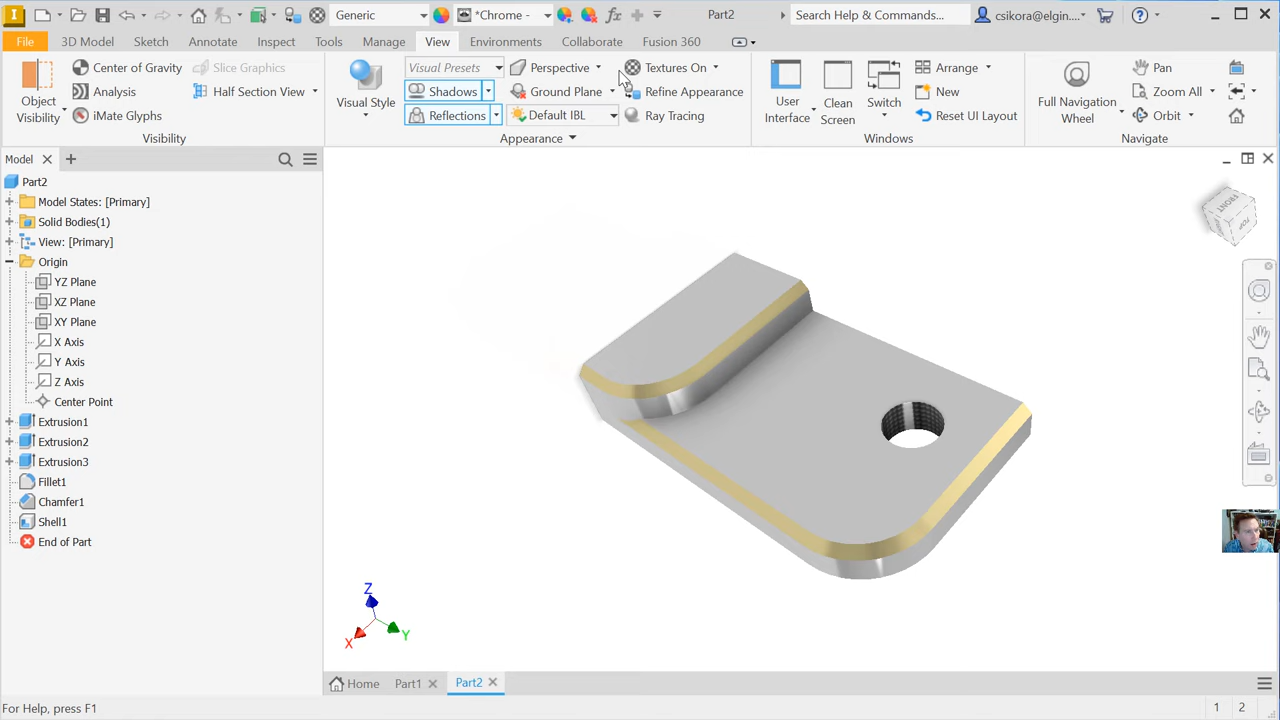 Generic
*Chrome -
Part2
Search Help & Commands...
csikora@elgin....
File
3D Model
Sketch
Annotate
Inspect
Tools
Manage
View
Environments
Collaborate
Fusion 360
Object
Visibility
Center of Gravity
Analysis
iMate Glyphs
Slice Graphics
Half Section View
Visibility
Visual Style
Visual Presets
Shadows
Reflections
Perspective
Ground Plane
Default IBL
Textures On
Refine Appearance
Ray Tracing
Appearance
User
Interface
Clean
Screen
Switch
Arrange
New
Reset UI Layout
Windows
Full Navigation
Wheel
Pan
Zoom All
Orbit
Navigate
Model
Part2
Model States: [Primary]
Solid Bodies(1)
View: [Primary]
Origin
YZ Plane
XZ Plane
XY Plane
X Axis
Y Axis
Z Axis
Center Point
Extrusion1
Extrusion2
Extrusion3
Fillet1
Chamfer1
Shell1
End of Part
FRONT
TOP
Z
X
Y
Home
Part1
Part2
For Help, press F1
1
2